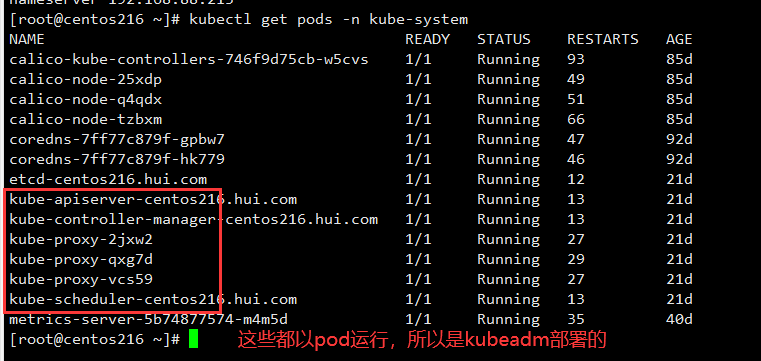 [root@centos216 ~]# kubectl get pods -n kube-system
NAME READY STATUS RESTARTS AGE
calico-kube-controllers-746f9d75cb-w5cvs 1/1 Running 93 85d
calico-node-25xdp 1/1 Running 49 85d
calico-node-q4qdx 1/1 Running 51 85d
calico-node-tzbxm 1/1 Running 66 85d
coredns-7ff77c879f-gpbw7 1/1 Running 47 92d
coredns-7ff77c879f-hk779 1/1 Running 46 92d
etcd-centos216.hui.com 1/1 Running 12 21d
kube-apiserver-centos216.hui.com 1/1 Running 13 21d
kube-controller-manager-centos216.hui.com 1/1 Running 13 21d
kube-proxy-2jxw2 1/1 Running 27 21d
kube-proxy-qxg7d 1/1 Running 29 21d
kube-proxy-vcs59 1/1 Running 27 21d
kube-scheduler-centos216.hui.com 1/1 Running 13 21d
metrics-server-5b74877574-m4m5d 1/1 Running 35 40d
[root@centos216 ~]# 这些都以pod运行，所以是kubeadm部署的